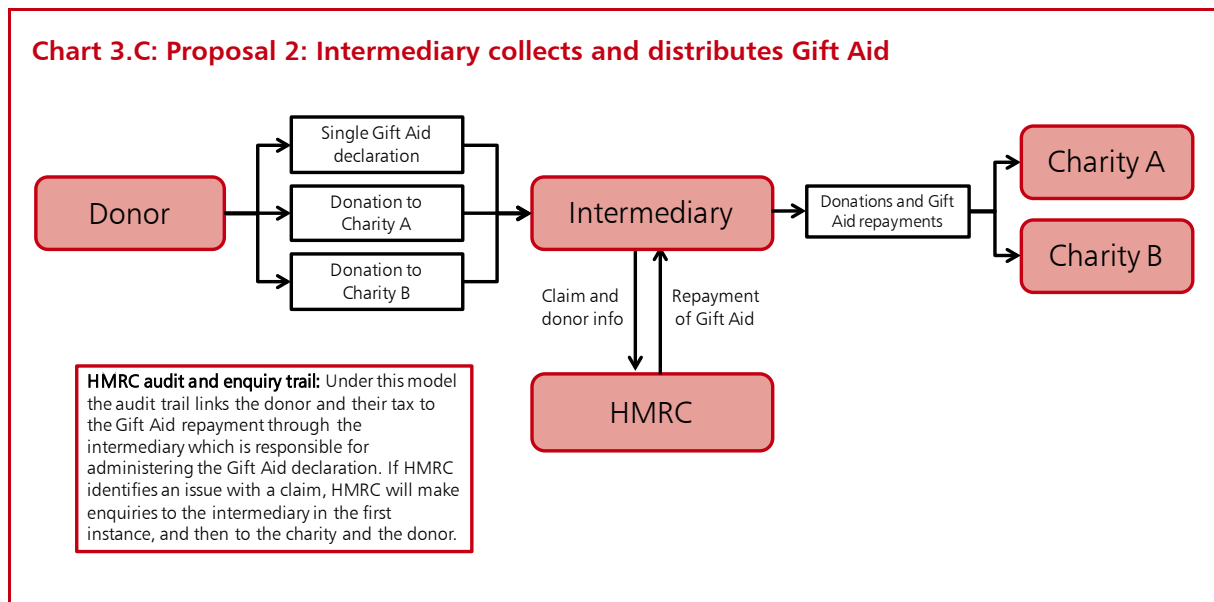 Chart 3.C: Proposal 2: Intermediary collects and distributes Gift Aid
Donor
Single Gift Aid
declaration
Donation to
Charity A
Donation to
Charity B
Intermediary
Donations and Gift
Aid repayments
Charity A
Charity B
Claim and
donor info
Repayment
of Gift Aid
HMRC
HMRC audit and enquiry trail: Under this model
the audit trail links the donor and their tax to
the Gift Aid repayment through the
intermediary which is responsible for
administering the Gift Aid declaration. If HMRC
identifies an issue with a claim, HMRC will make
enquiries to the intermediary in the first
instance, and then to the charity and the donor.